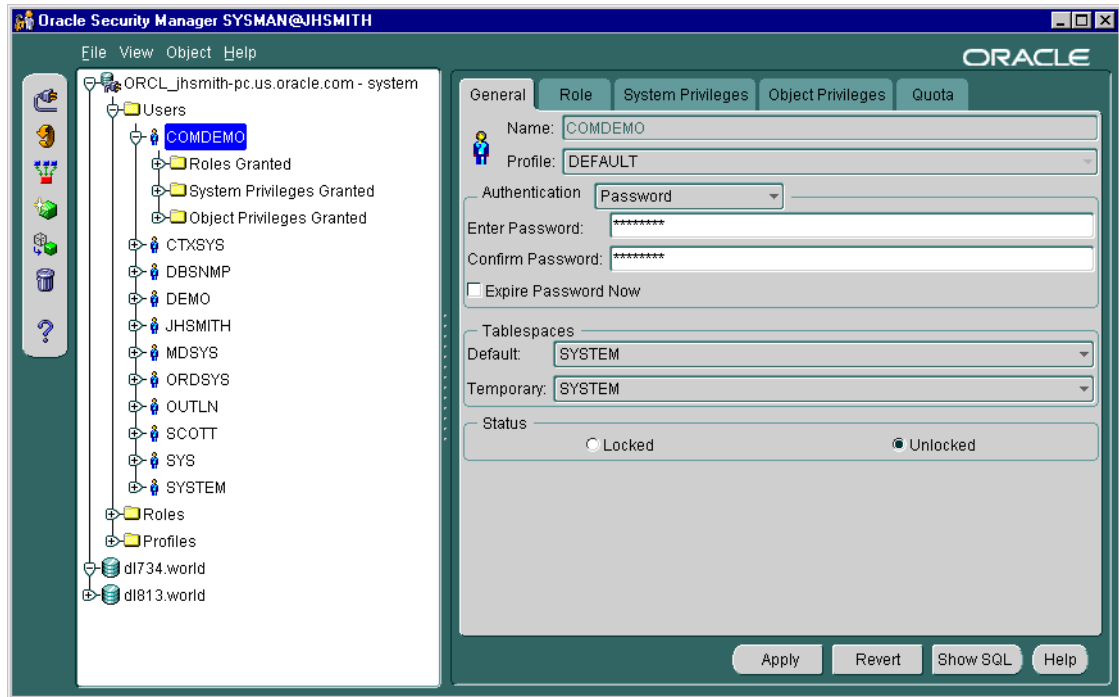 Oracle Security Manager SYSMAN@JHSMITH
File View Object Help
ORACLE
ORCL_jhsmith-pc.us.oracle.com - system
Users
COMDEMO
Roles Granted
System Privileges Granted
Object Privileges Granted
CTXSYS
DBSNMP
DEMO
JHSMITH
MDSYS
ORDSYS
OUTLN
SCOTT
SYS
SYSTEM
Roles
Profiles
dl734.world
dl813.world
General Role System Privileges Object Privileges Quota
Name: COMDEMO
Profile: DEFAULT
Authentication Password
Enter Password: ********
Confirm Password: ********
Expire Password Now
Tablespaces
Default: SYSTEM
Temporary: SYSTEM
Status
Locked Unlocked
Apply Revert Show SQL Help